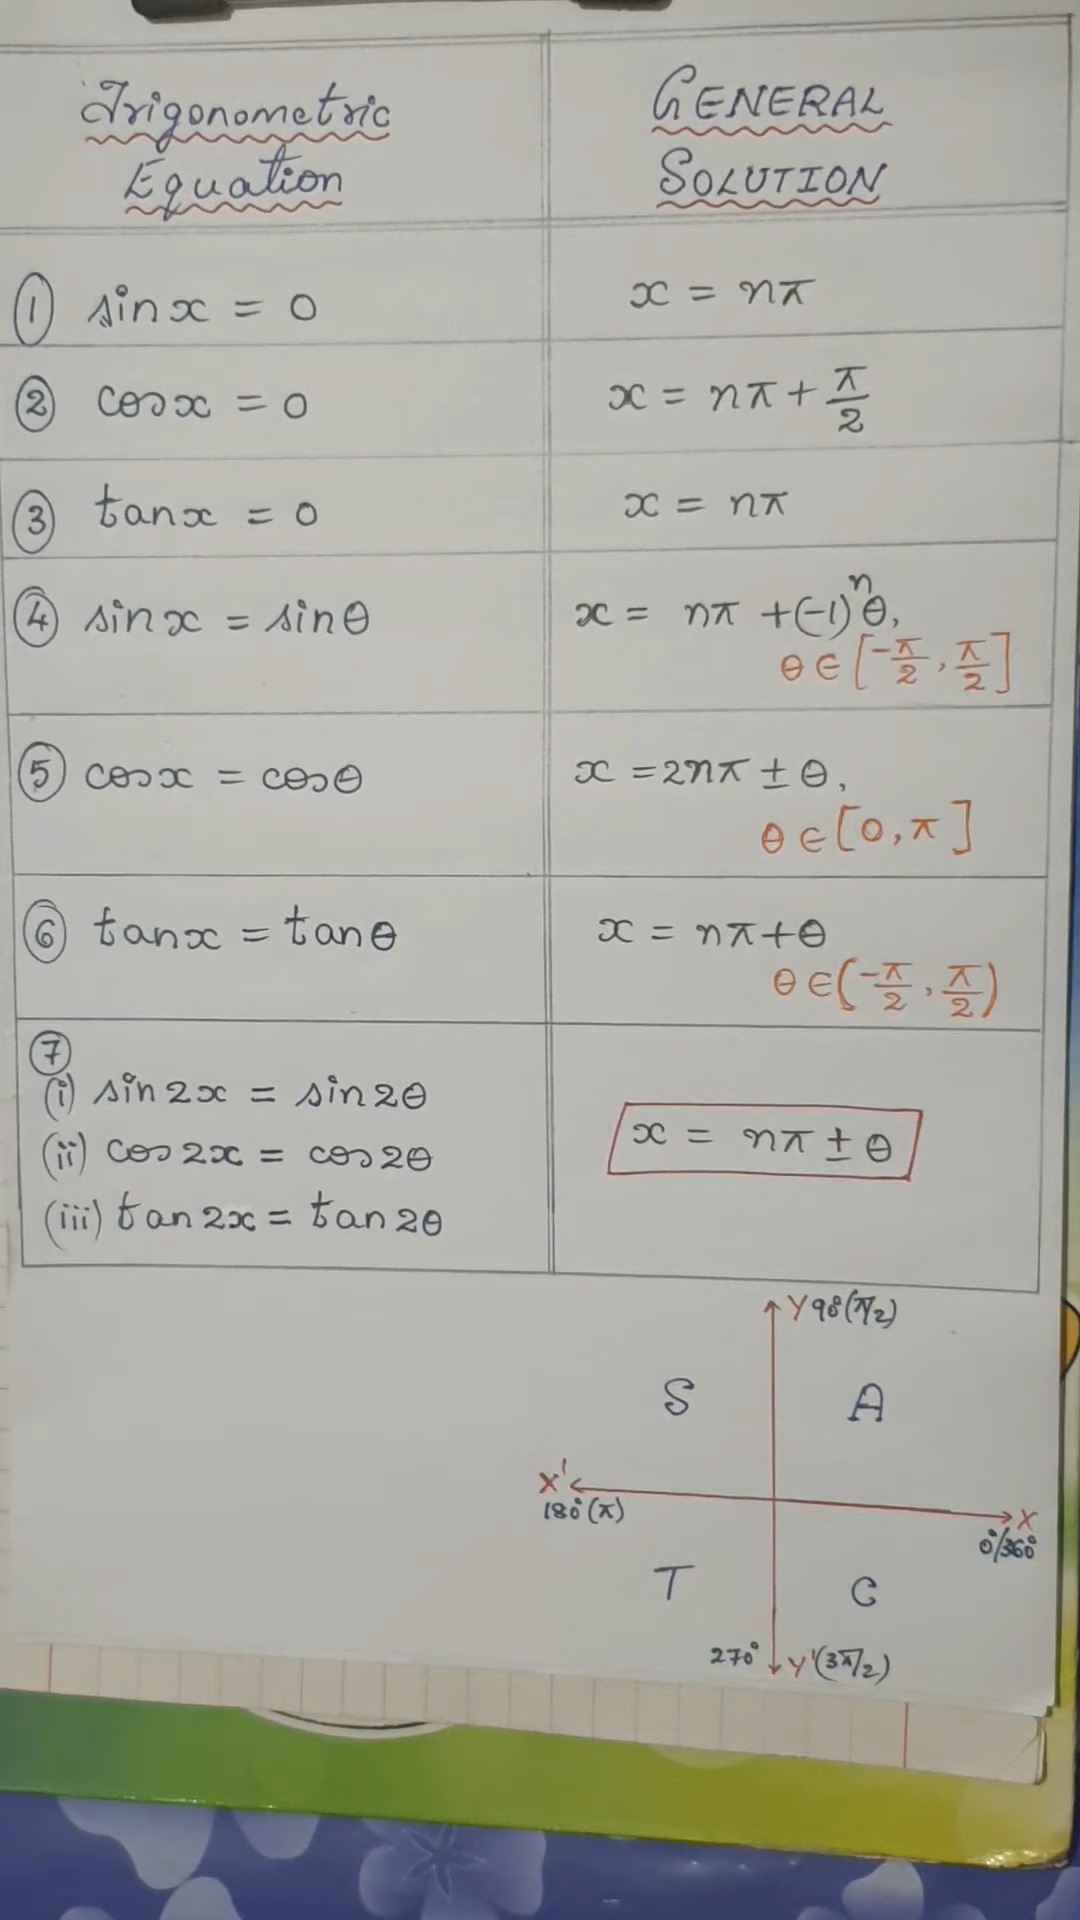 Trigonometric Equation
GENERAL SOLUTION
① sin x = 0
x = nπ
② cos x = 0
x = nπ + π/2
③ tan x = 0
x = nπ
④ sin x = sin θ
x = nπ + (-1)ⁿ θ,
θ ∈ [-π/2, π/2]
⑤ cos x = cos θ
x = 2nπ ± θ,
θ ∈ [0, π]
⑥ tan x = tan θ
x = nπ + θ
θ ∈ (-π/2, π/2)
⑦
(i) sin 2x = sin 2θ
(ii) cos 2x = cos 2θ
(iii) tan 2x = tan 2θ
x = nπ ± θ
Y 90° (π/2)
S A
X'
180° (π)
X
0°/360°
T C
270° Y' (3π/2)